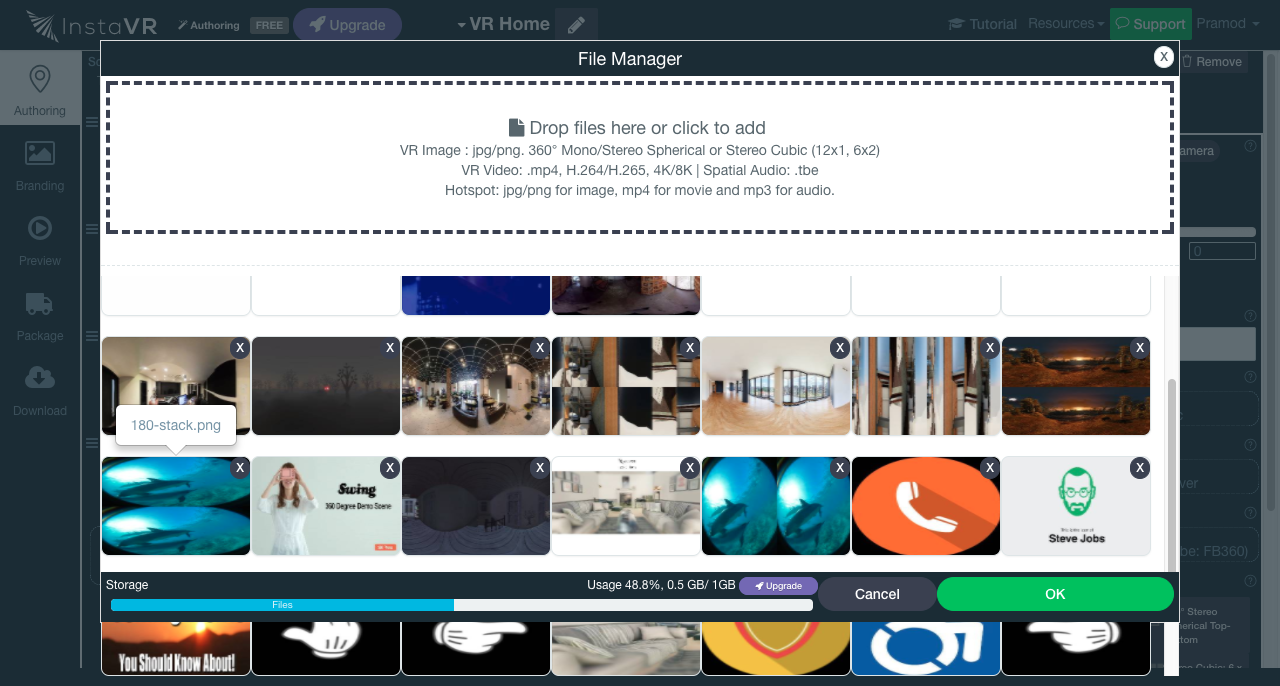 InstaVR
Authoring
FREE
Upgrade
VR Home
Tutorial
Resources
Support
Pramod
File Manager
X
Remove
Authoring
Drop files here or click to add
VR Image : jpg/png. 360° Mono/Stereo Spherical or Stereo Cubic (12x1, 6x2)
VR Video: .mp4, H.264/H.265, 4K/8K | Spatial Audio: .tbe
Hotspot: jpg/png for image, mp4 for movie and mp3 for audio.
amera
Branding
Preview
0
Package
X X X X X X X
Download
180-stack.png
X X X X X X X
Swing
360 Degree Demo Scene
Steve Jobs
ver
be: FB360)
Storage
Usage 48.8%, 0.5 GB/ 1GB
Upgrade
Cancel
OK
Files
° Stereo
herical Top-
ttom
You Should Know About!
ereo Cubic: 6 x